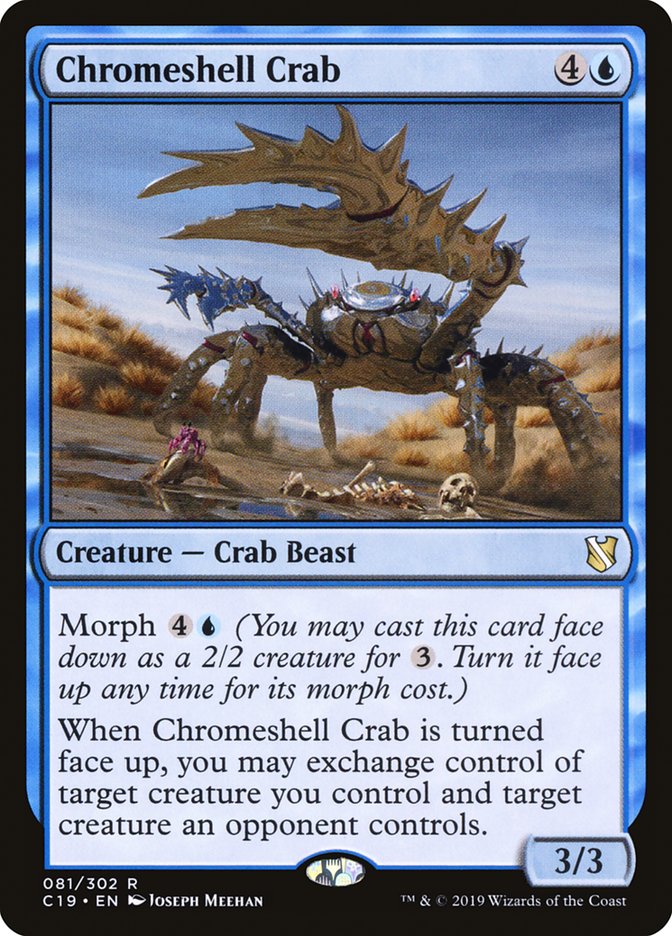 Chromeshell Crab 4
Creature — Crab Beast
Morph 4 (You may cast this card face
down as a 2/2 creature for 3. Turn it face
up any time for its morph cost.)
When Chromeshell Crab is turned
face up, you may exchange control of
target creature you control and target
creature an opponent controls.
3/3
081/302 R
C19 • EN Joseph Meehan
™ & © 2019 Wizards of the Coast